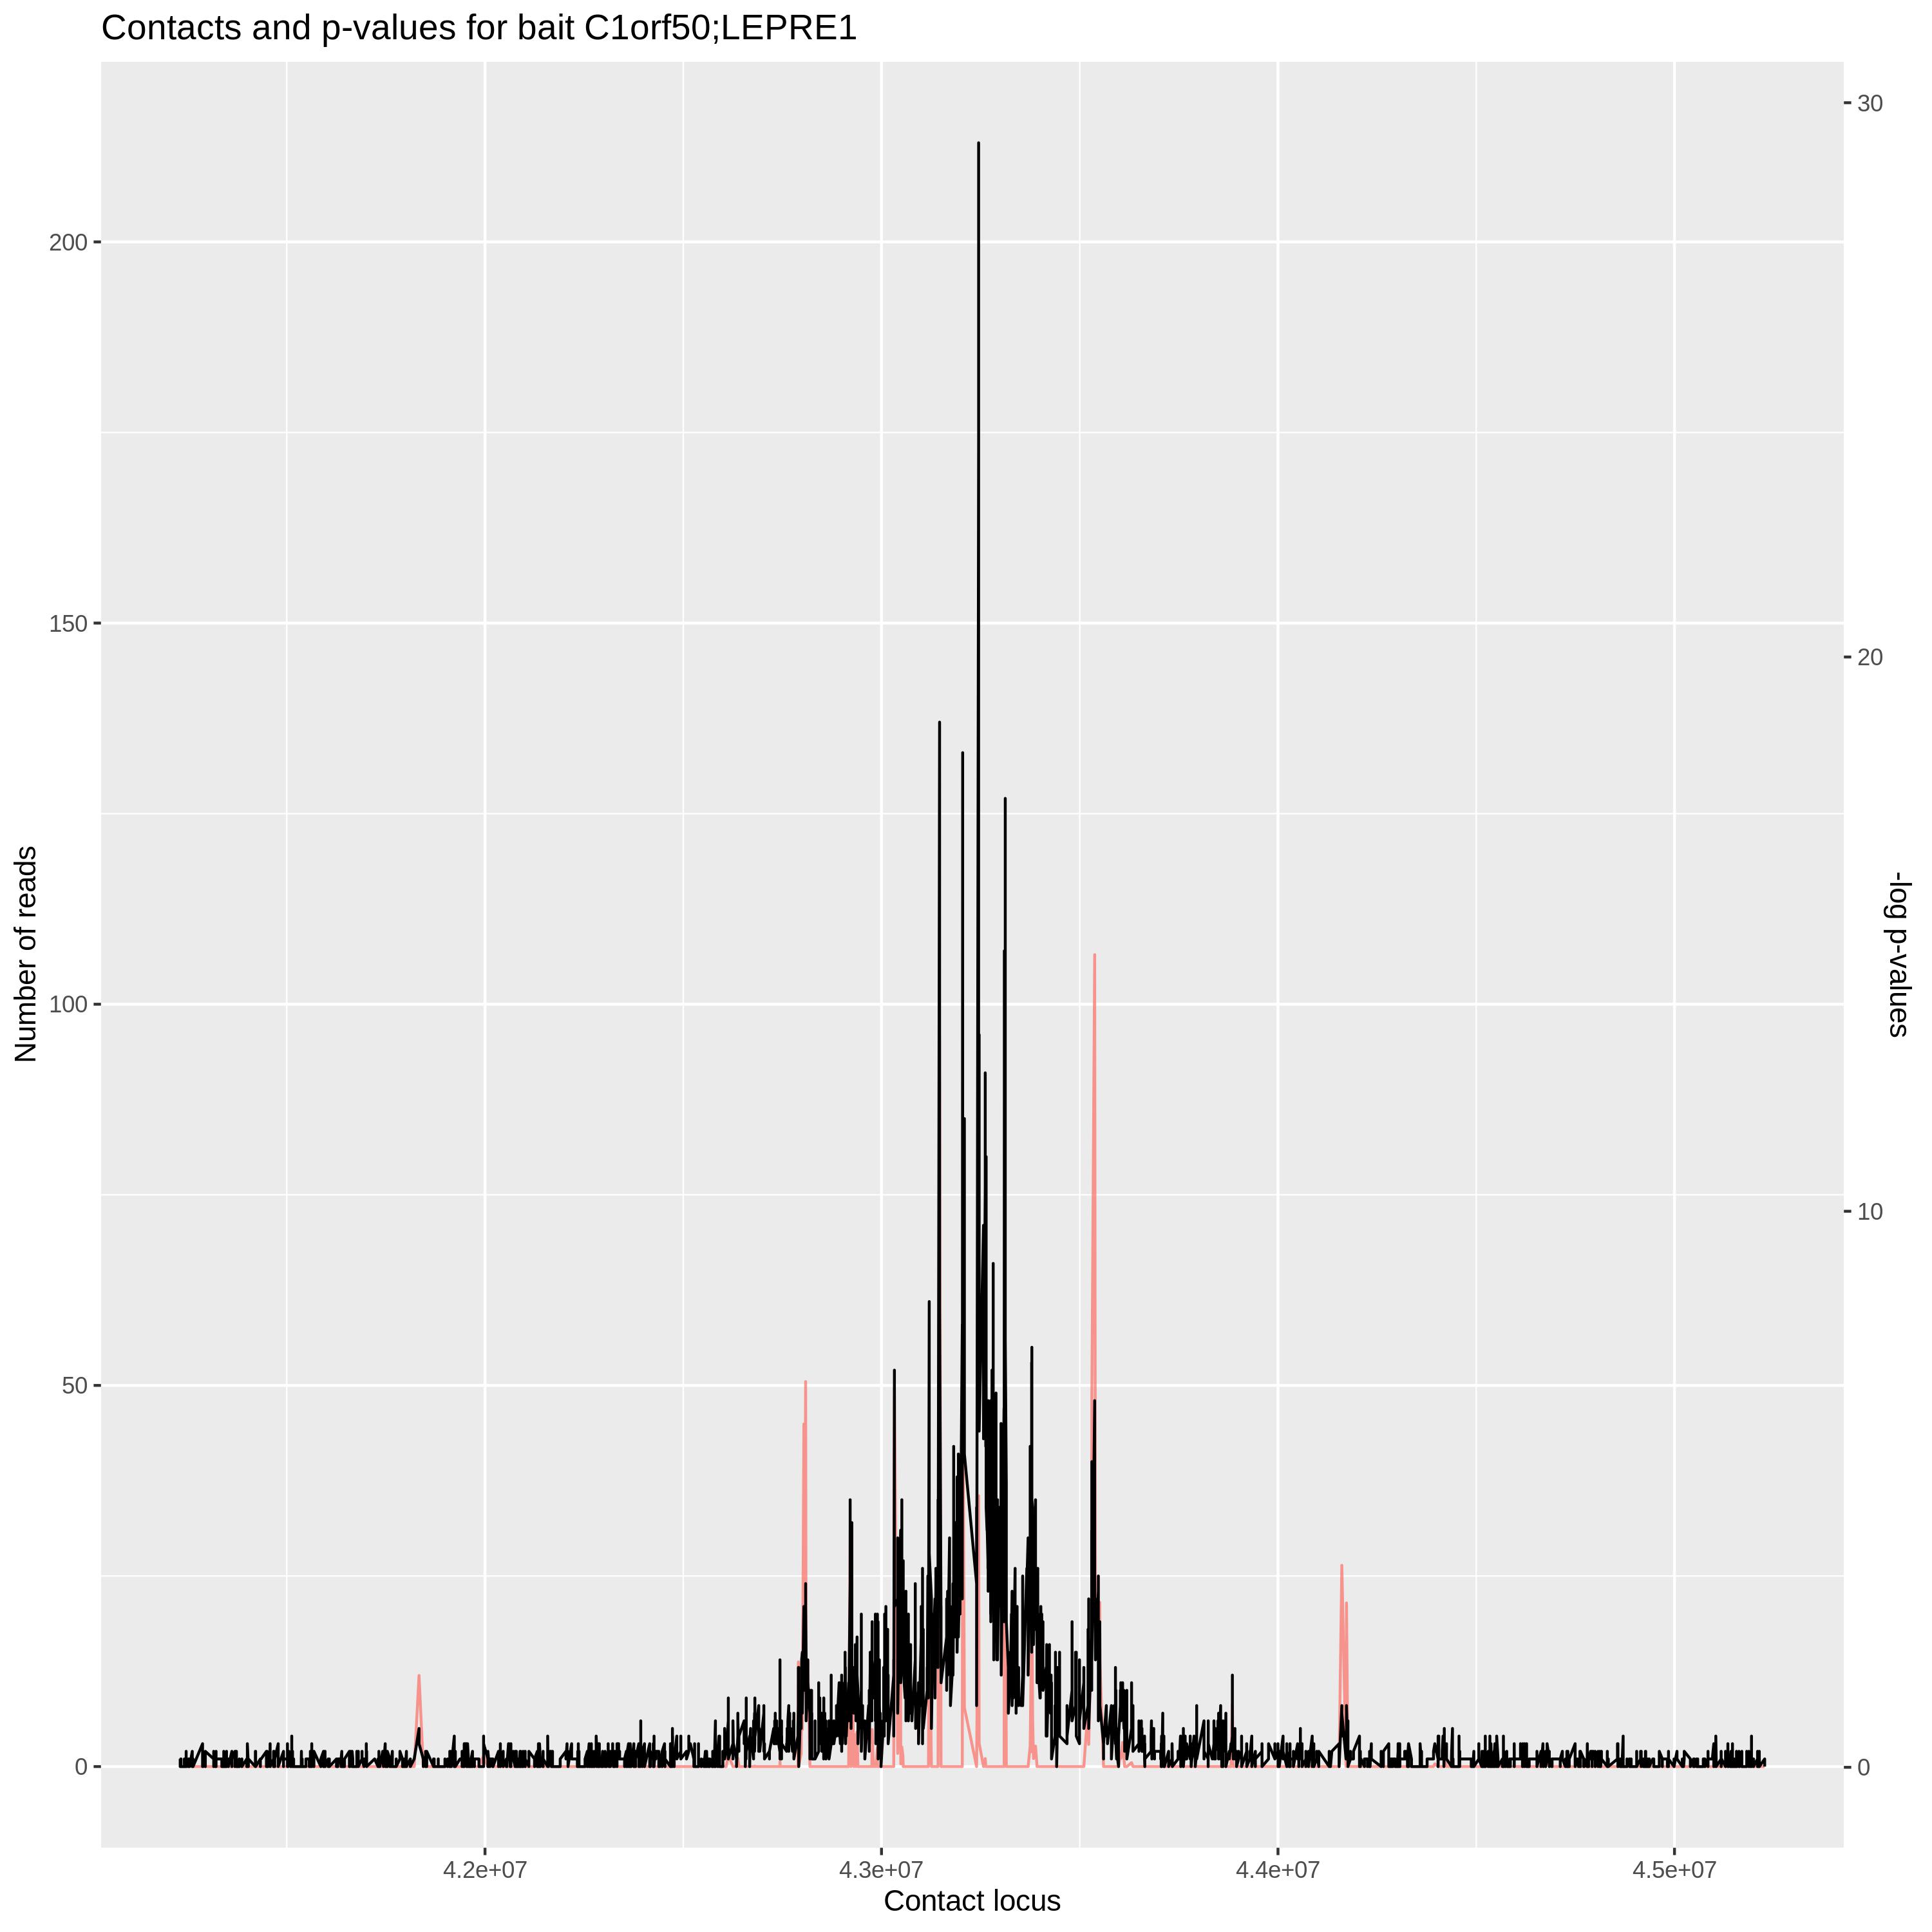 Contacts and p-values for bait C1orf50;LEPRE1
Number of reads
200
150
100
50
0
30
20
10
0
-log p-values
4.2e+07
4.3e+07
4.4e+07
4.5e+07
Contact locus